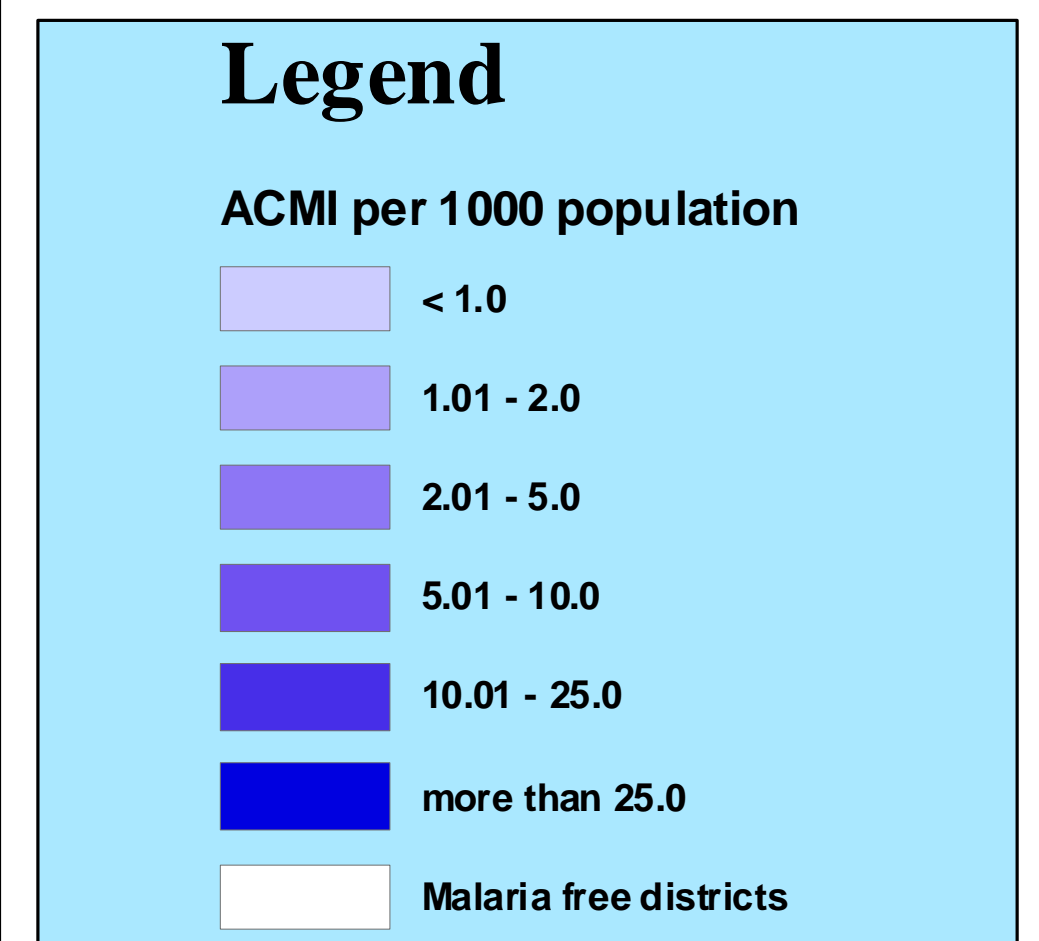 Legend
ACMI per 1000 population
< 1.0
1.01 - 2.0
2.01 - 5.0
5.01 - 10.0
10.01 - 25.0
more than 25.0
Malaria free districts